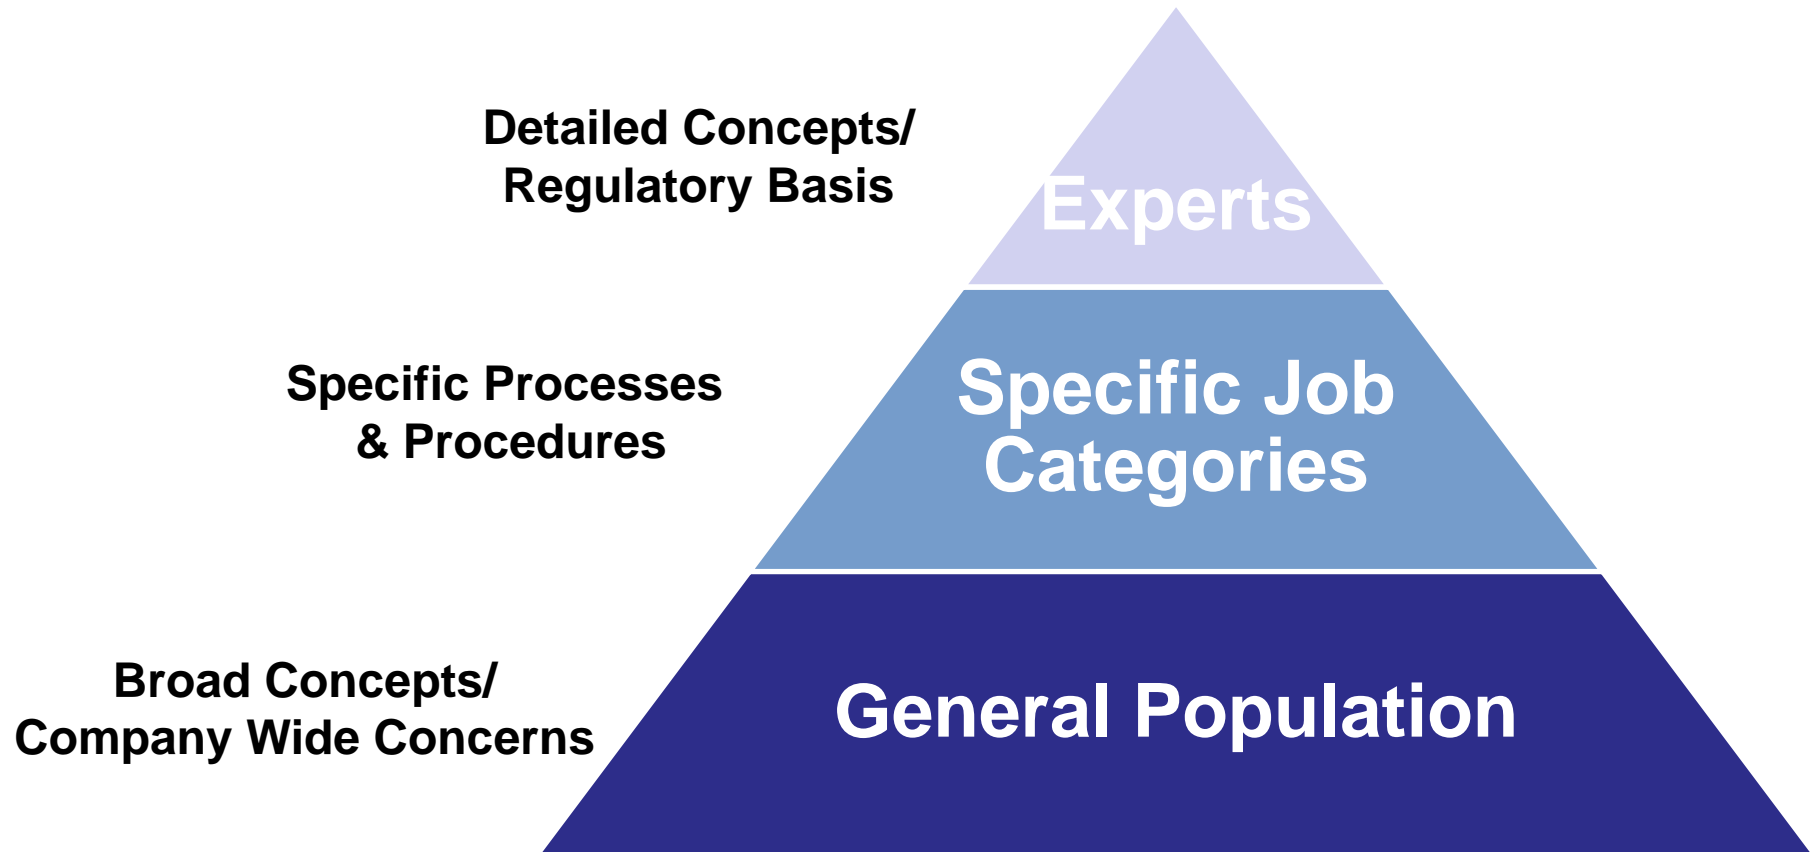 Detailed Concepts/
Regulatory Basis
Experts
Specific Processes
& Procedures
Specific Job
Categories
Broad Concepts/
Company Wide Concerns
General Population